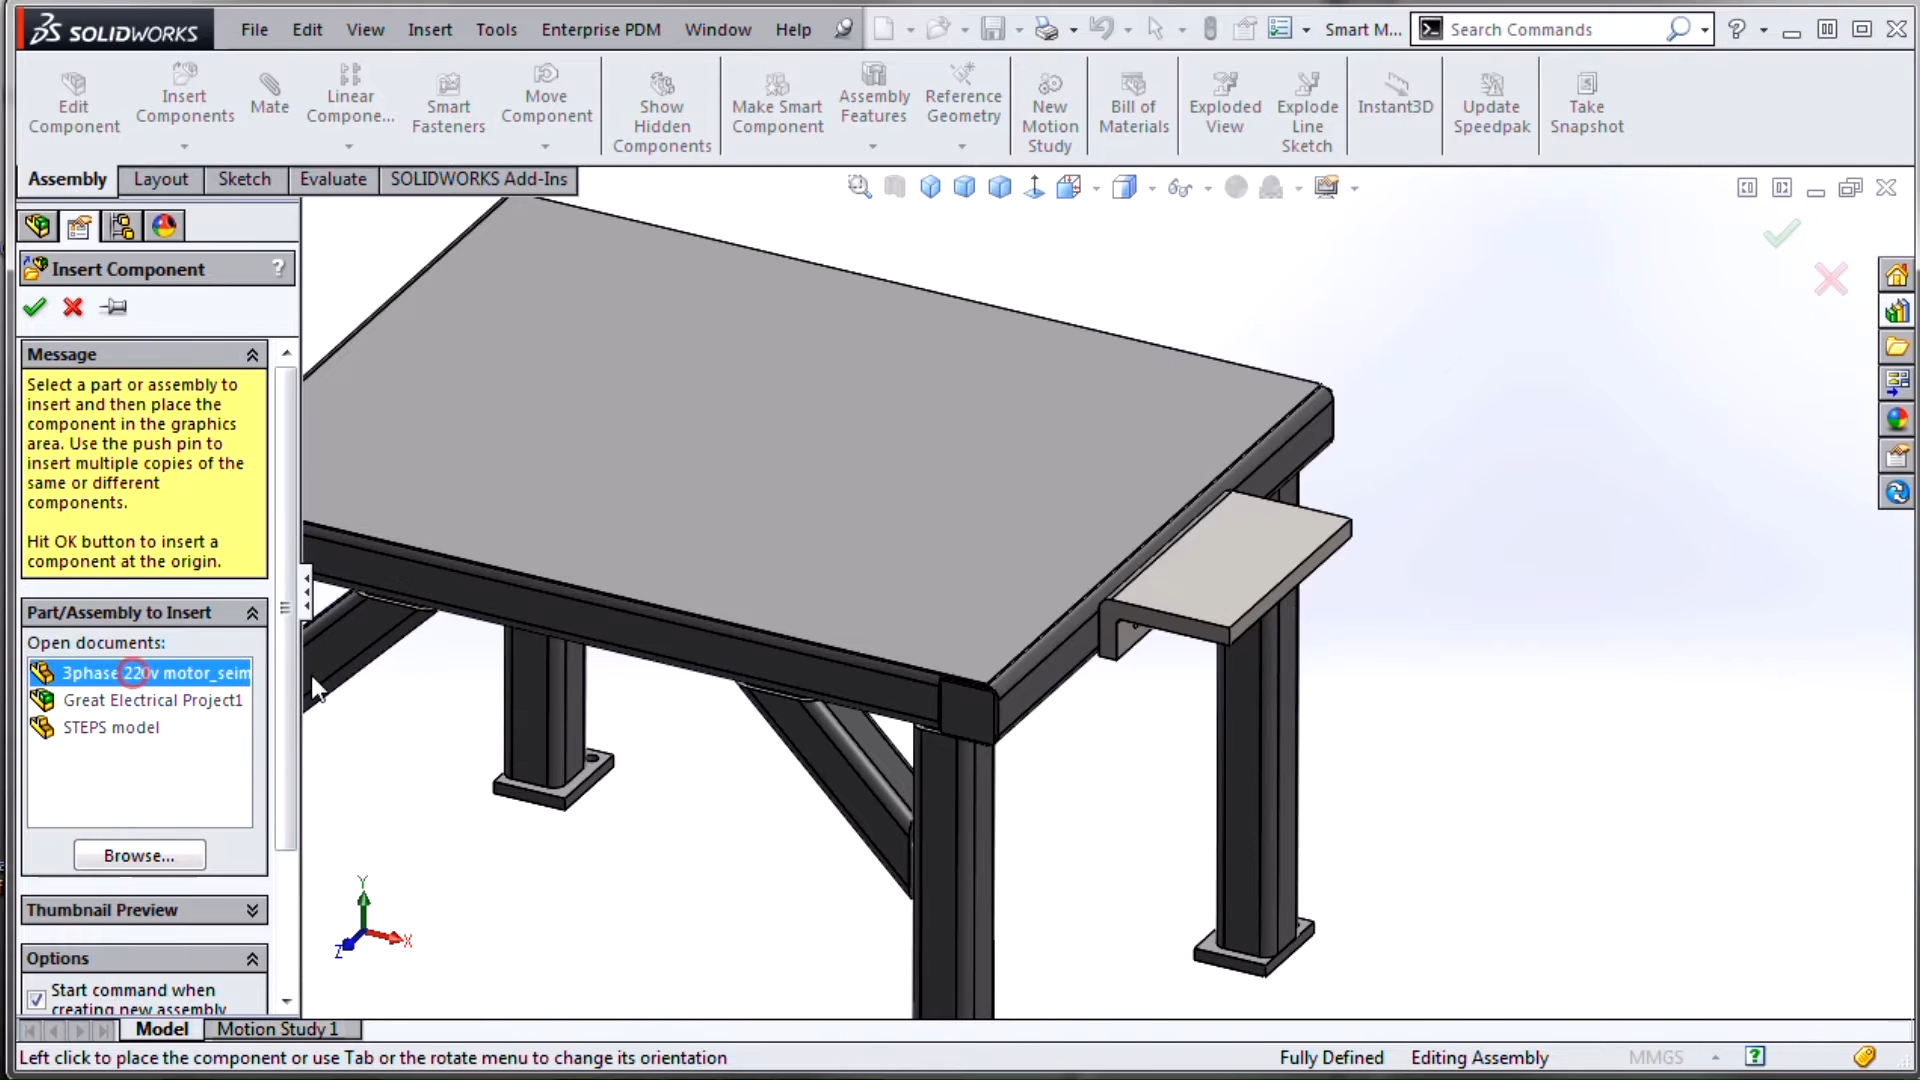 SOLIDWORKS File Edit View Insert Tools Enterprise PDM Window Help Smart M... Search Commands ?
Edit Component
Insert Components
Mate
Linear Compone...
Smart Fasteners
Move Component
Show Hidden Components
Make Smart Component
Assembly Features
Reference Geometry
New Motion Study
Bill of Materials
Exploded View
Explode Line Sketch
Instant3D
Update Speedpak
Take Snapshot
Assembly Layout Sketch Evaluate SOLIDWORKS Add-Ins
Insert Component ?
Message
Select a part or assembly to
insert and then place the
component in the graphics
area. Use the push pin to
insert multiple copies of the
same or different
components.
Hit OK button to insert a
component at the origin.
Part/Assembly to Insert
Open documents:
3phase 220v motor_seim
Great Electrical Project1
STEPS model
Browse...
Thumbnail Preview
Options
Start command when
creating new assembly
Y
X
Z
Model Motion Study 1
Left click to place the component or use Tab or the rotate menu to change its orientation Fully Defined Editing Assembly MMGS ?